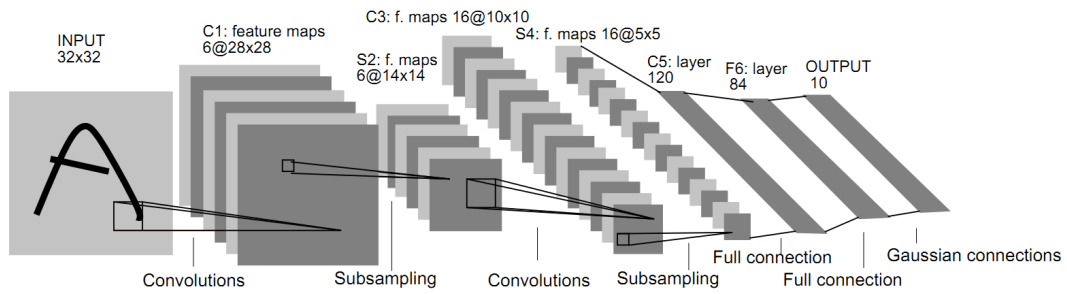 INPUT
32x32
C1: feature maps
6@28x28
S2: f. maps
6@14x14
C3: f. maps 16@10x10
S4: f. maps 16@5x5
C5: layer
120
F6: layer
84
OUTPUT
10
Convolutions
Subsampling
Convolutions
Subsampling
Full connection
Full connection
Gaussian connections